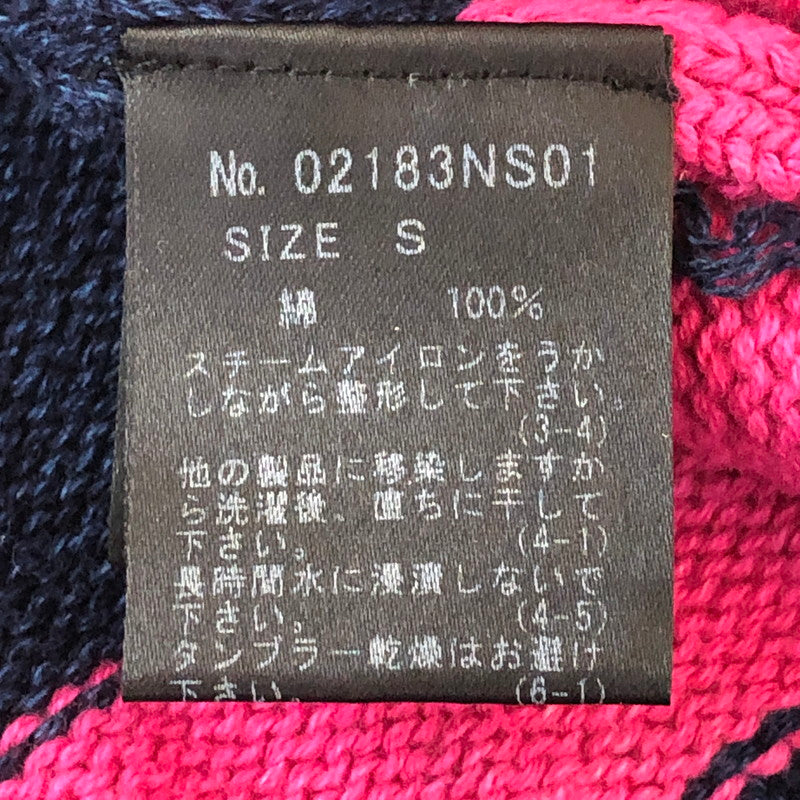 No. 02183NS01
SIZE S
綿 100%
スチームアイロンをうか
しながら整形して下さい。
(3-4)
他の製品に移染しますか
ら洗濯後、直ちに干して
下さい。 (4-1)
長時間水に浸漬しないで
下さい。 (4-5)
タンブラー乾燥はお避け
下さい。 (6-1)